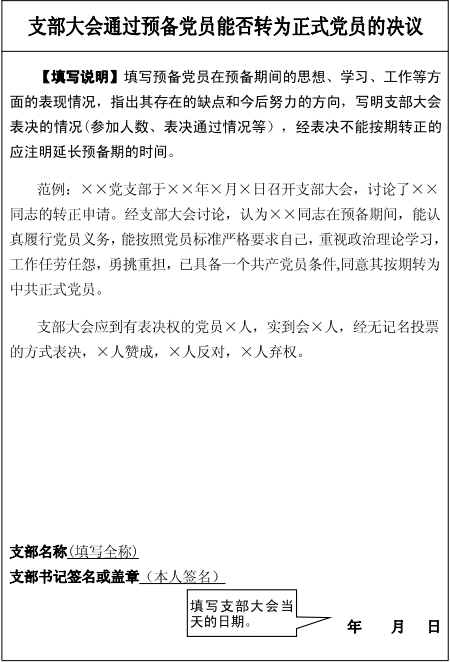 支部大会通过预备党员能否转为正式党员的决议
【填写说明】填写预备党员在预备期间的思想、学习、工作等方
面的表现情况，指出其存在的缺点和今后努力的方向，写明支部大会
表决的情况(参加人数、表决通过情况等），经表决不能按期转正的
应注明延长预备期的时间。
范例：××党支部于××年×月×日召开支部大会，讨论了××
同志的转正申请。经支部大会讨论，认为××同志在预备期间，能认
真履行党员义务，能按照党员标准严格要求自己，重视政治理论学习，
工作任劳任怨，勇挑重担，已具备一个共产党员条件,同意其按期转为
中共正式党员。
支部大会应到有表决权的党员×人，实到会×人，经无记名投票
的方式表决，×人赞成，×人反对，×人弃权。
支部名称(填写全称)
支部书记签名或盖章（本人签名）
填写支部大会当
天的日期。
年 月 日